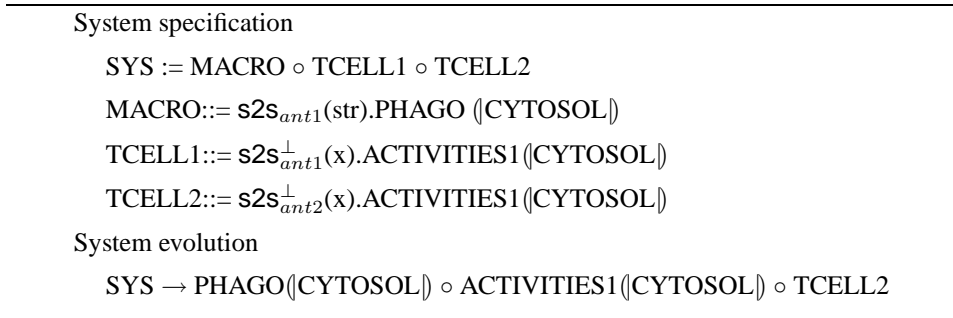 System specification
SYS := MACRO ∘ TCELL1 ∘ TCELL2
MACRO::= s2s_{ant1}(str).PHAGO ⦇CYTOSOL⦈
TCELL1::= s2s^{⊥}_{ant1}(x).ACTIVITIES1⦇CYTOSOL⦈
TCELL2::= s2s^{⊥}_{ant2}(x).ACTIVITIES1⦇CYTOSOL⦈
System evolution
SYS → PHAGO⦇CYTOSOL⦈ ∘ ACTIVITIES1⦇CYTOSOL⦈ ∘ TCELL2